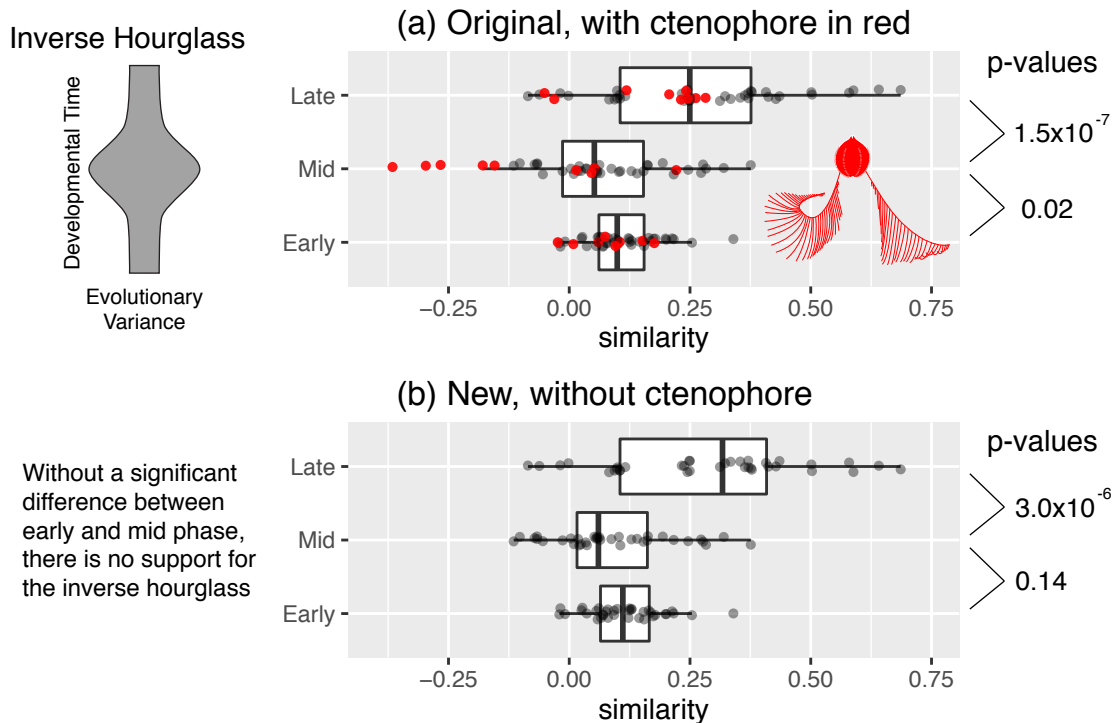 Inverse Hourglass
Developmental Time
Evolutionary
Variance
(a) Original, with ctenophore in red
Late
Mid
Early
−0.25 0.00 0.25 0.50 0.75
similarity
p-values
1.5x10⁻⁷
0.02
Without a significant
difference between
early and mid phase,
there is no support for
the inverse hourglass
(b) New, without ctenophore
Late
Mid
Early
−0.25 0.00 0.25 0.50 0.75
similarity
p-values
3.0x10⁻⁶
0.14